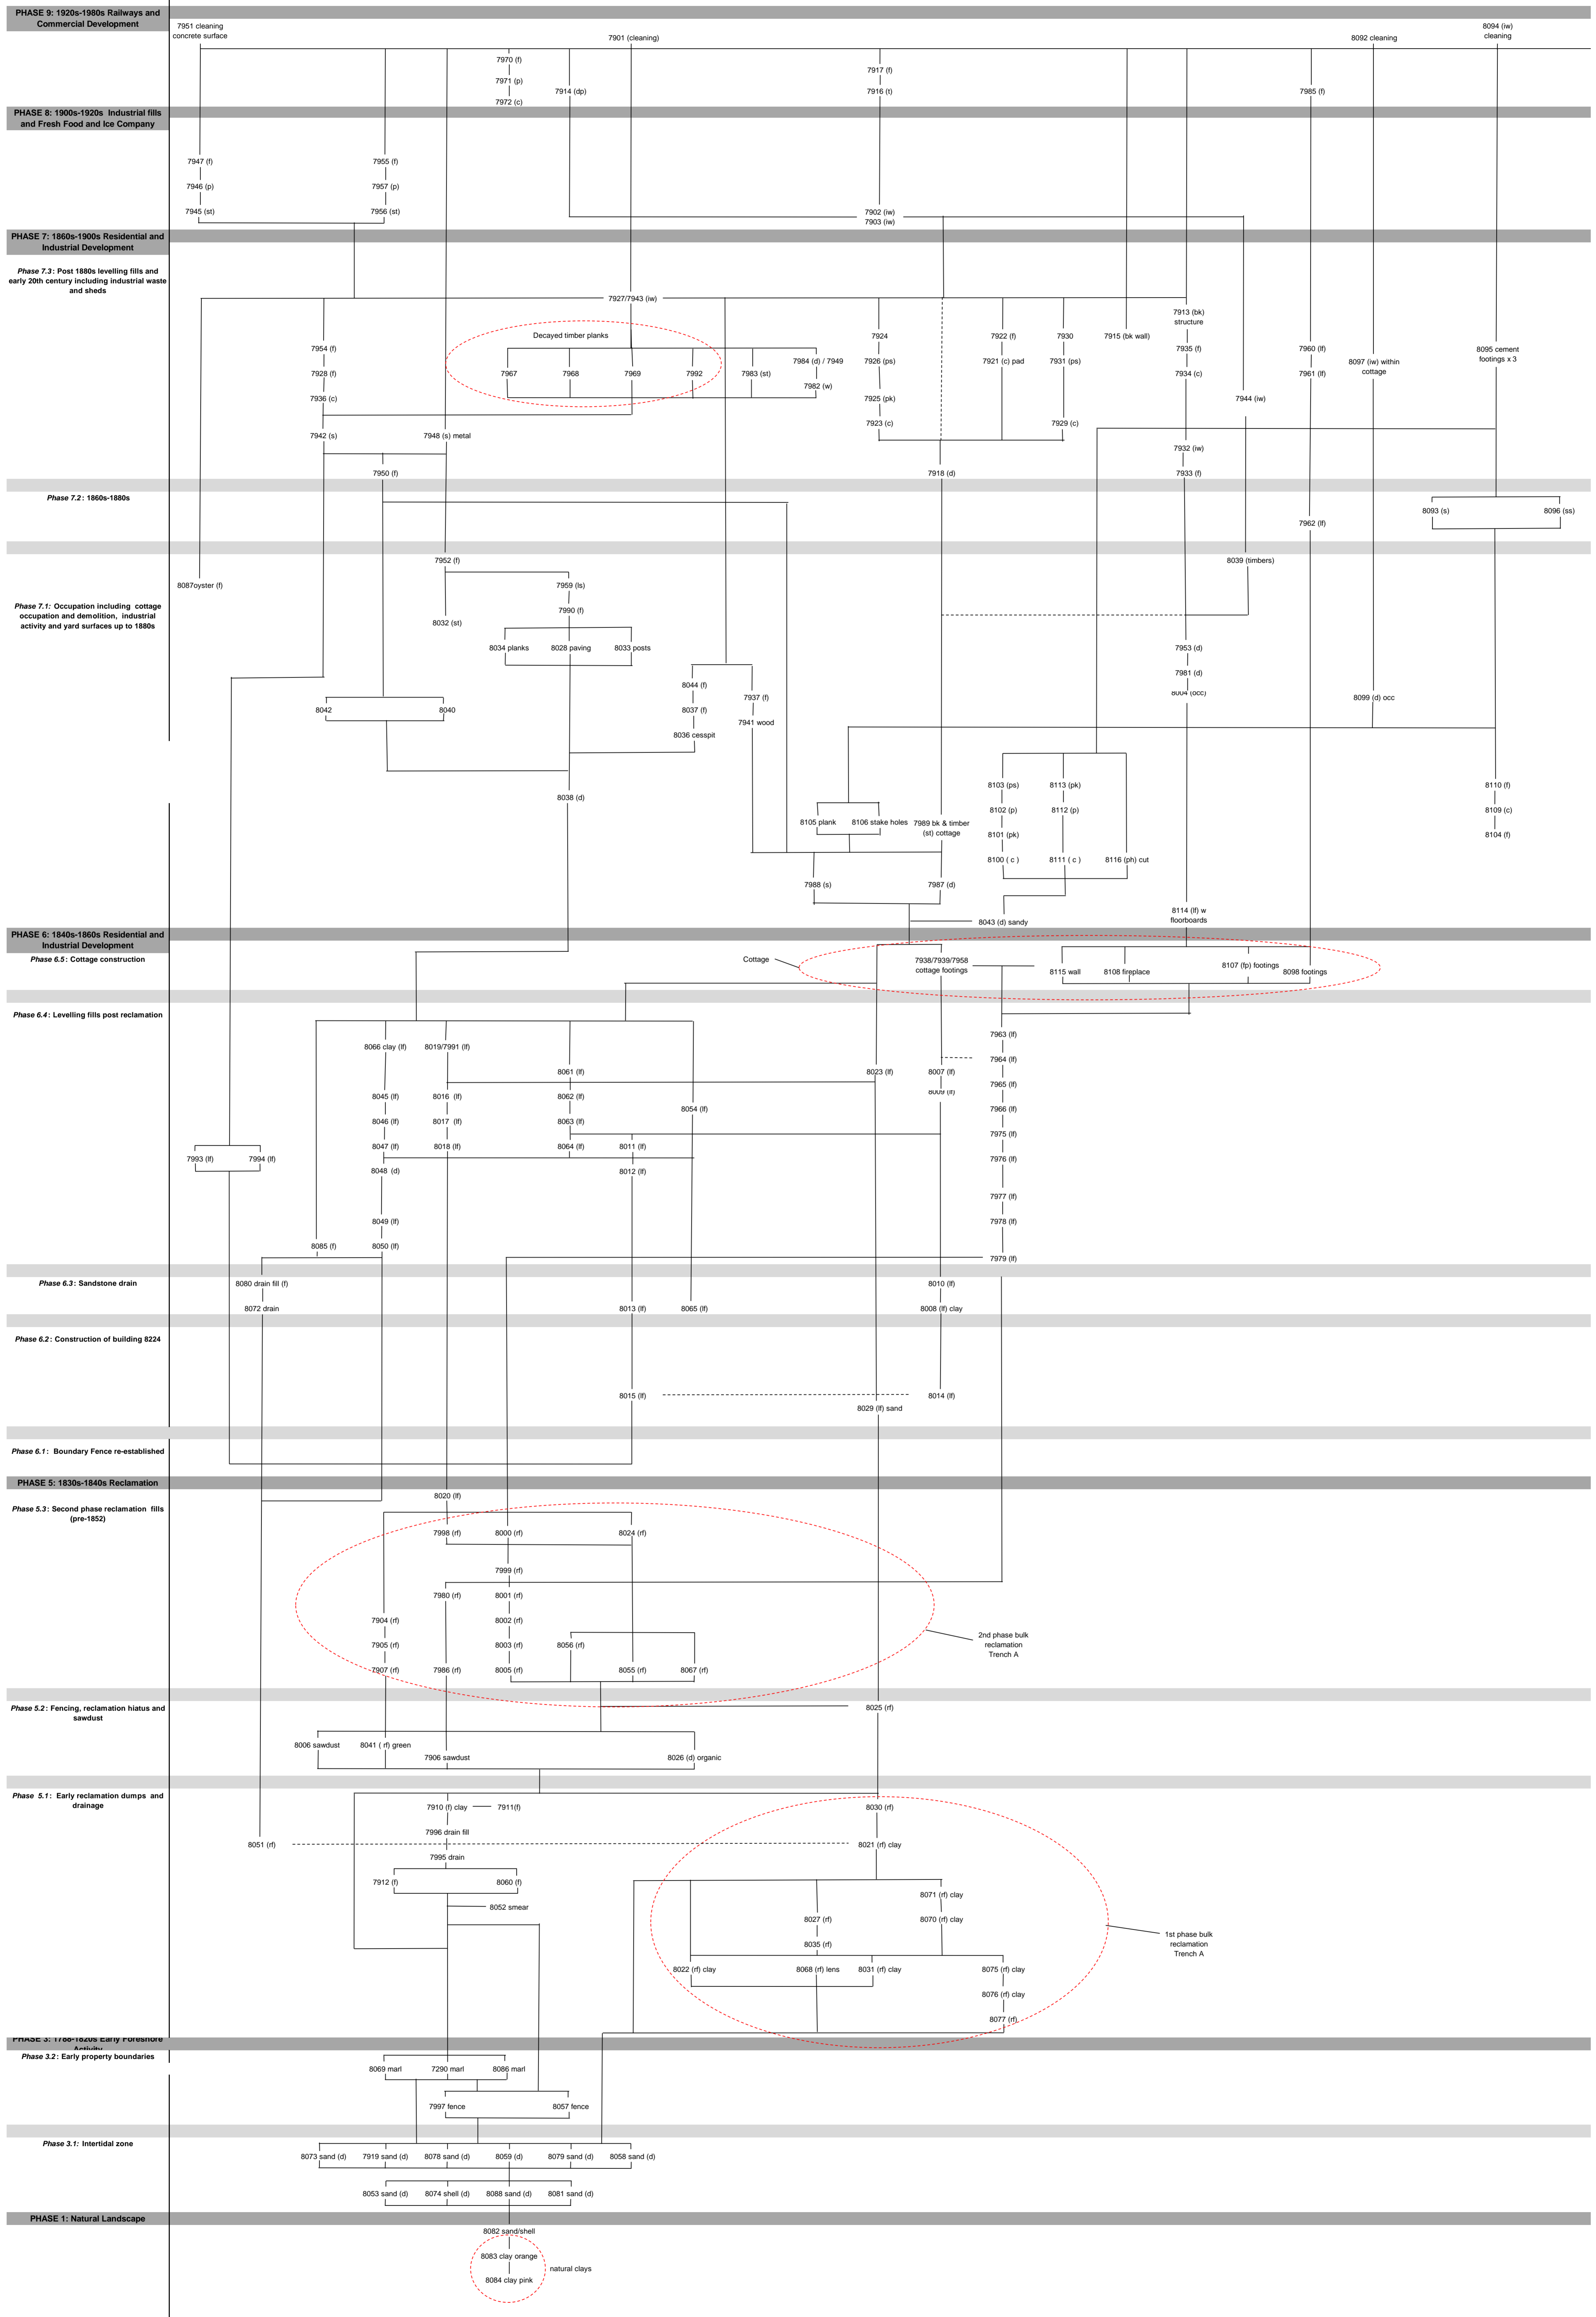 PHASE 9: 1920s-1980s Railways and
Commercial Development
7951 cleaning
concrete surface
7901 (cleaning)
8092 cleaning
8094 (iw)
cleaning
7970 (f)
7971 (p)
7972 (c)
7914 (dp)
7917 (f)
7916 (t)
7985 (f)
PHASE 8: 1900s-1920s Industrial fills
and Fresh Food and Ice Company
7947 (f)
7955 (f)
7946 (p)
7957 (p)
7945 (st)
7956 (st)
7902 (iw)
7903 (iw)
PHASE 7: 1860s-1900s Residential and
Industrial Development
Phase 7.3: Post 1880s levelling fills and
early 20th century including industrial waste
and sheds
7927/7943 (iw)
7913 (bk)
structure
Decayed timber planks
7924
7922 (f)
7930
7915 (bk wall)
7954 (f)
7935 (f)
7960 (lf)
8095 cement
footings x 3
7984 (d) / 7949
7926 (ps)
7921 (c) pad
7931 (ps)
8097 (iw) within
cottage
7928 (f)
7967
7968
7969
7992
7983 (st)
7934 (c)
7961 (lf)
7982 (w)
7936 (c)
7925 (pk)
7944 (iw)
7923 (c)
7929 (c)
7942 (s)
7948 (s) metal
7932 (iw)
7950 (f)
7918 (d)
7933 (f)
Phase 7.2: 1860s-1880s
8093 (s)
8096 (ss)
7962 (lf)
7952 (f)
8039 (timbers)
8087oyster (f)
7959 (ls)
Phase 7.1: Occupation including cottage
occupation and demolition, industrial
activity and yard surfaces up to 1880s
7990 (f)
8032 (st)
8034 planks
8028 paving
8033 posts
7953 (d)
7981 (d)
8044 (f)
7937 (f)
8004 (occ)
8099 (d) occ
8042
8040
8037 (f)
7941 wood
8036 cesspit
8103 (ps)
8113 (pk)
8110 (f)
8038 (d)
8102 (p)
8112 (p)
8109 (c)
8105 plank
8106 stake holes
7989 bk & timber
(st) cottage
8101 (pk)
8104 (f)
8100 ( c )
8111 ( c )
8116 (ph) cut
7988 (s)
7987 (d)
8114 (lf) w
floorboards
8043 (d) sandy
PHASE 6: 1840s-1860s Residential and
Industrial Development
Phase 6.5: Cottage construction
Cottage
7938/7939/7958
cottage footings
8115 wall
8108 fireplace
8107 (fp) footings
8098 footings
Phase 6.4: Levelling fills post reclamation
7963 (lf)
8066 clay (lf)
8019/7991 (lf)
7964 (lf)
8061 (lf)
8023 (lf)
8007 (lf)
7965 (lf)
8009 (lf)
8045 (lf)
8016 (lf)
8062 (lf)
8054 (lf)
7966 (lf)
8046 (lf)
8017 (lf)
8063 (lf)
7975 (lf)
8047 (lf)
8018 (lf)
8064 (lf)
8011 (lf)
7993 (lf)
7994 (lf)
7976 (lf)
8048 (d)
8012 (lf)
7977 (lf)
8049 (lf)
7978 (lf)
8085 (f)
8050 (lf)
7979 (lf)
Phase 6.3: Sandstone drain
8080 drain fill (f)
8010 (lf)
8072 drain
8013 (lf)
8065 (lf)
8008 (lf) clay
Phase 6.2: Construction of building 8224
8015 (lf)
8014 (lf)
8029 (lf) sand
Phase 6.1: Boundary Fence re-established
PHASE 5: 1830s-1840s Reclamation
8020 (lf)
Phase 5.3: Second phase reclamation fills
(pre-1852)
7998 (rf)
8000 (rf)
8024 (rf)
7999 (rf)
7980 (rf)
8001 (rf)
7904 (rf)
8002 (rf)
2nd phase bulk
reclamation
Trench A
7905 (rf)
8003 (rf)
8056 (rf)
7907 (rf)
7986 (rf)
8005 (rf)
8055 (rf)
8067 (rf)
Phase 5.2: Fencing, reclamation hiatus and
sawdust
8025 (rf)
8006 sawdust
8041 ( rf) green
7906 sawdust
8026 (d) organic
Phase 5.1: Early reclamation dumps and
drainage
7910 (f) clay
7911(f)
8030 (rf)
7996 drain fill
8051 (rf)
8021 (rf) clay
7995 drain
7912 (f)
8060 (f)
8071 (rf) clay
8052 smear
8027 (rf)
8070 (rf) clay
1st phase bulk
reclamation
Trench A
8035 (rf)
8022 (rf) clay
8068 (rf) lens
8031 (rf) clay
8075 (rf) clay
8076 (rf) clay
8077 (rf)
PHASE 3: 1788-1820s Early Foreshore
Activity
Phase 3.2: Early property boundaries
8069 marl
7290 marl
8086 marl
7997 fence
8057 fence
Phase 3.1: Intertidal zone
8073 sand (d)
7919 sand (d)
8078 sand (d)
8059 (d)
8079 sand (d)
8058 sand (d)
8053 sand (d)
8074 shell (d)
8088 sand (d)
8081 sand (d)
PHASE 1: Natural Landscape
8082 sand/shell
8083 clay orange
natural clays
8084 clay pink